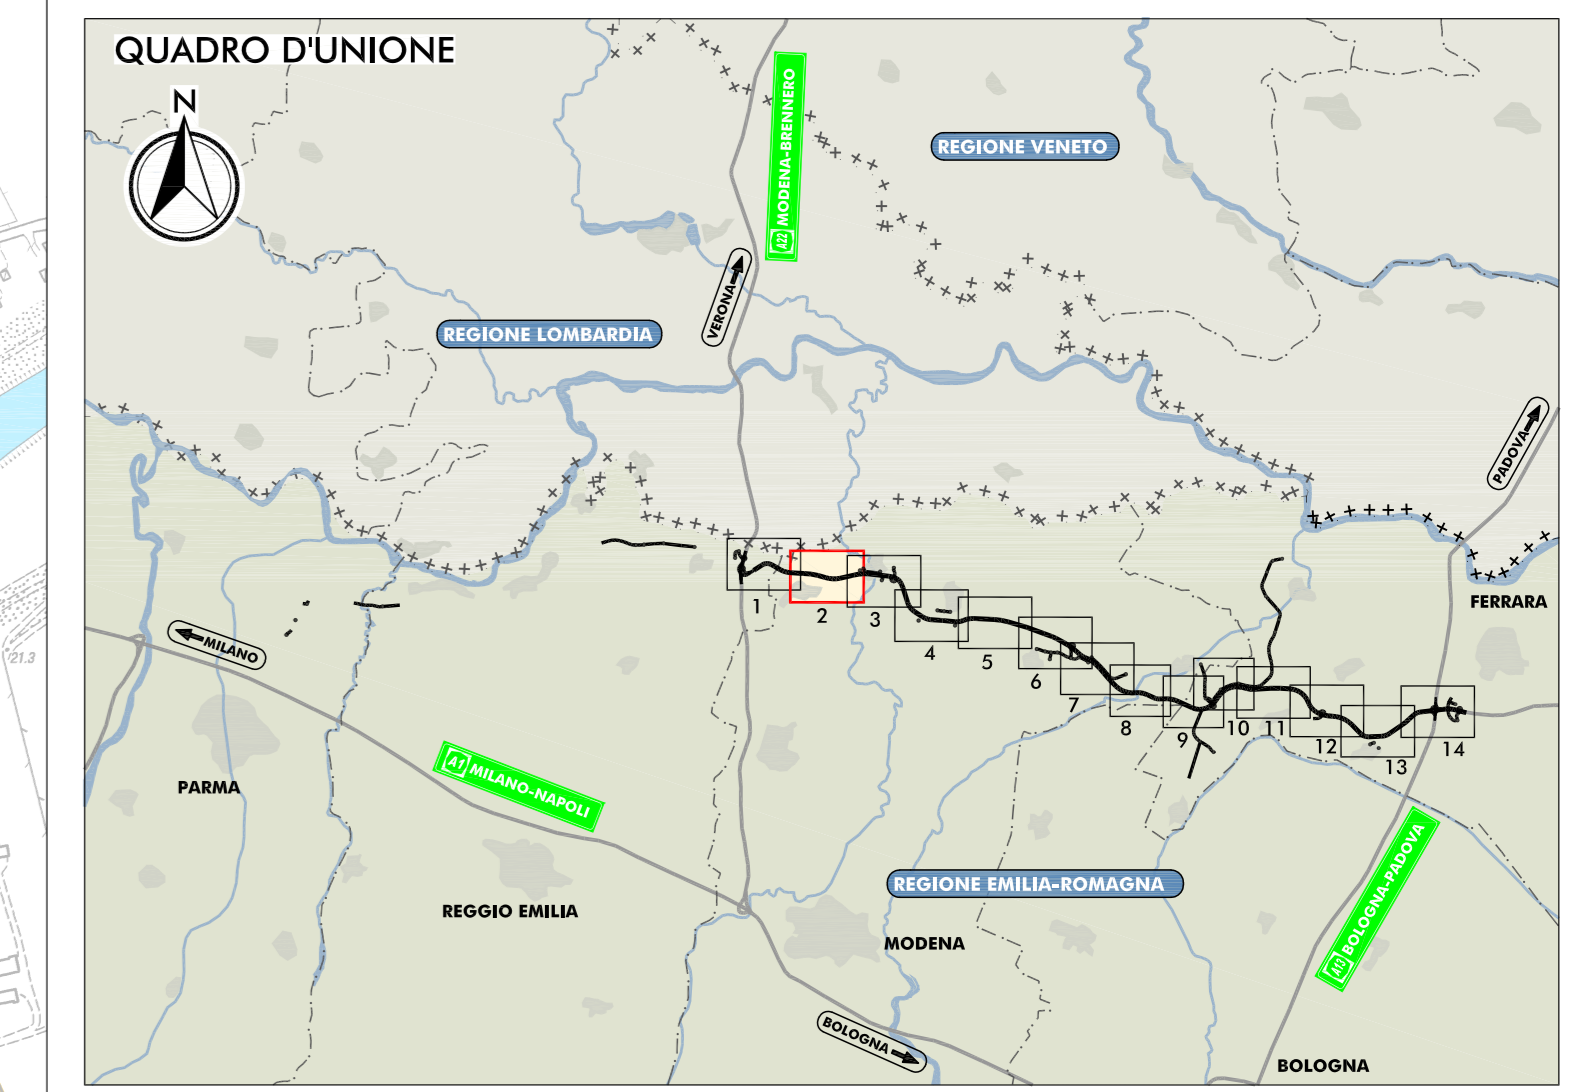 QUADRO D'UNIONE
N
A22 MODENA-BRENNERO
REGIONE VENETO
VERONA
REGIONE LOMBARDIA
PADOVA
FERRARA
1
2
3
4
5
6
7
8
9
10
11
12
13
14
MILANO
21.3
PARMA
A1 MILANO-NAPOLI
REGIONE EMILIA-ROMAGNA
A13 BOLOGNA-PADOVA
REGGIO EMILIA
MODENA
BOLOGNA
BOLOGNA